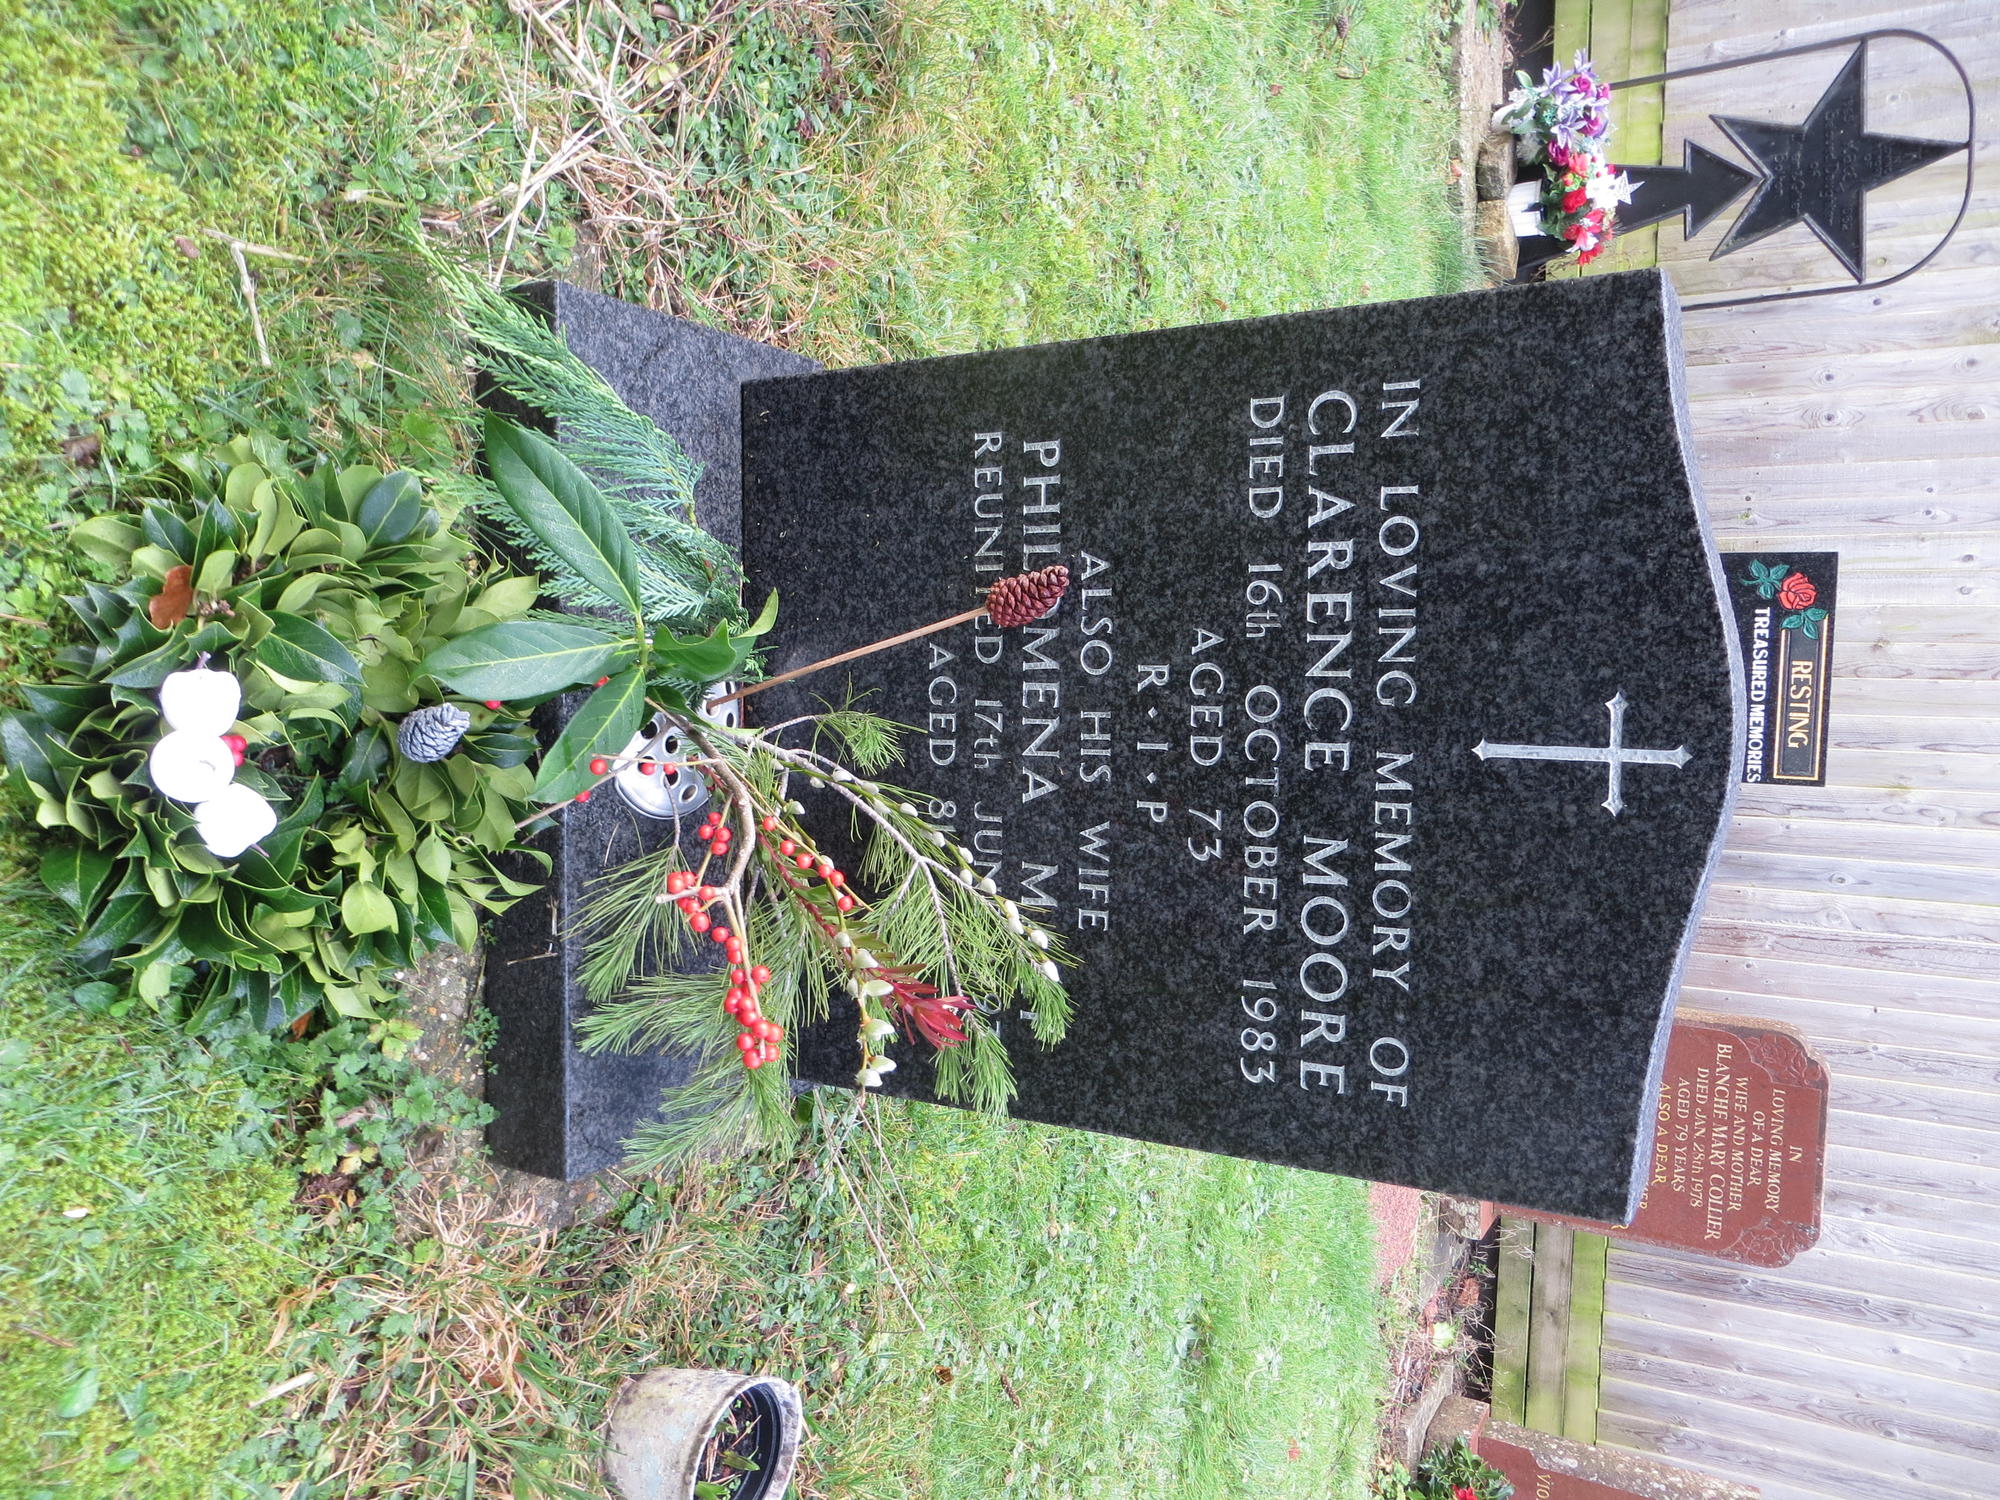 IN LOVING MEMORY OF
CLARENCE MOORE
DIED 16th OCTOBER 1983
AGED 73
R·I·P
ALSO HIS WIFE
REUNITED 17th
AGED
RESTING
TREASURED MEMORIES
IN
LOVING MEMORY
OF A DEAR
WIFE AND MOTHER
BLANCHE MARY COLLIER
DIED JAN. 28th 1978
AGED 79 YEARS
ALSO A DEAR